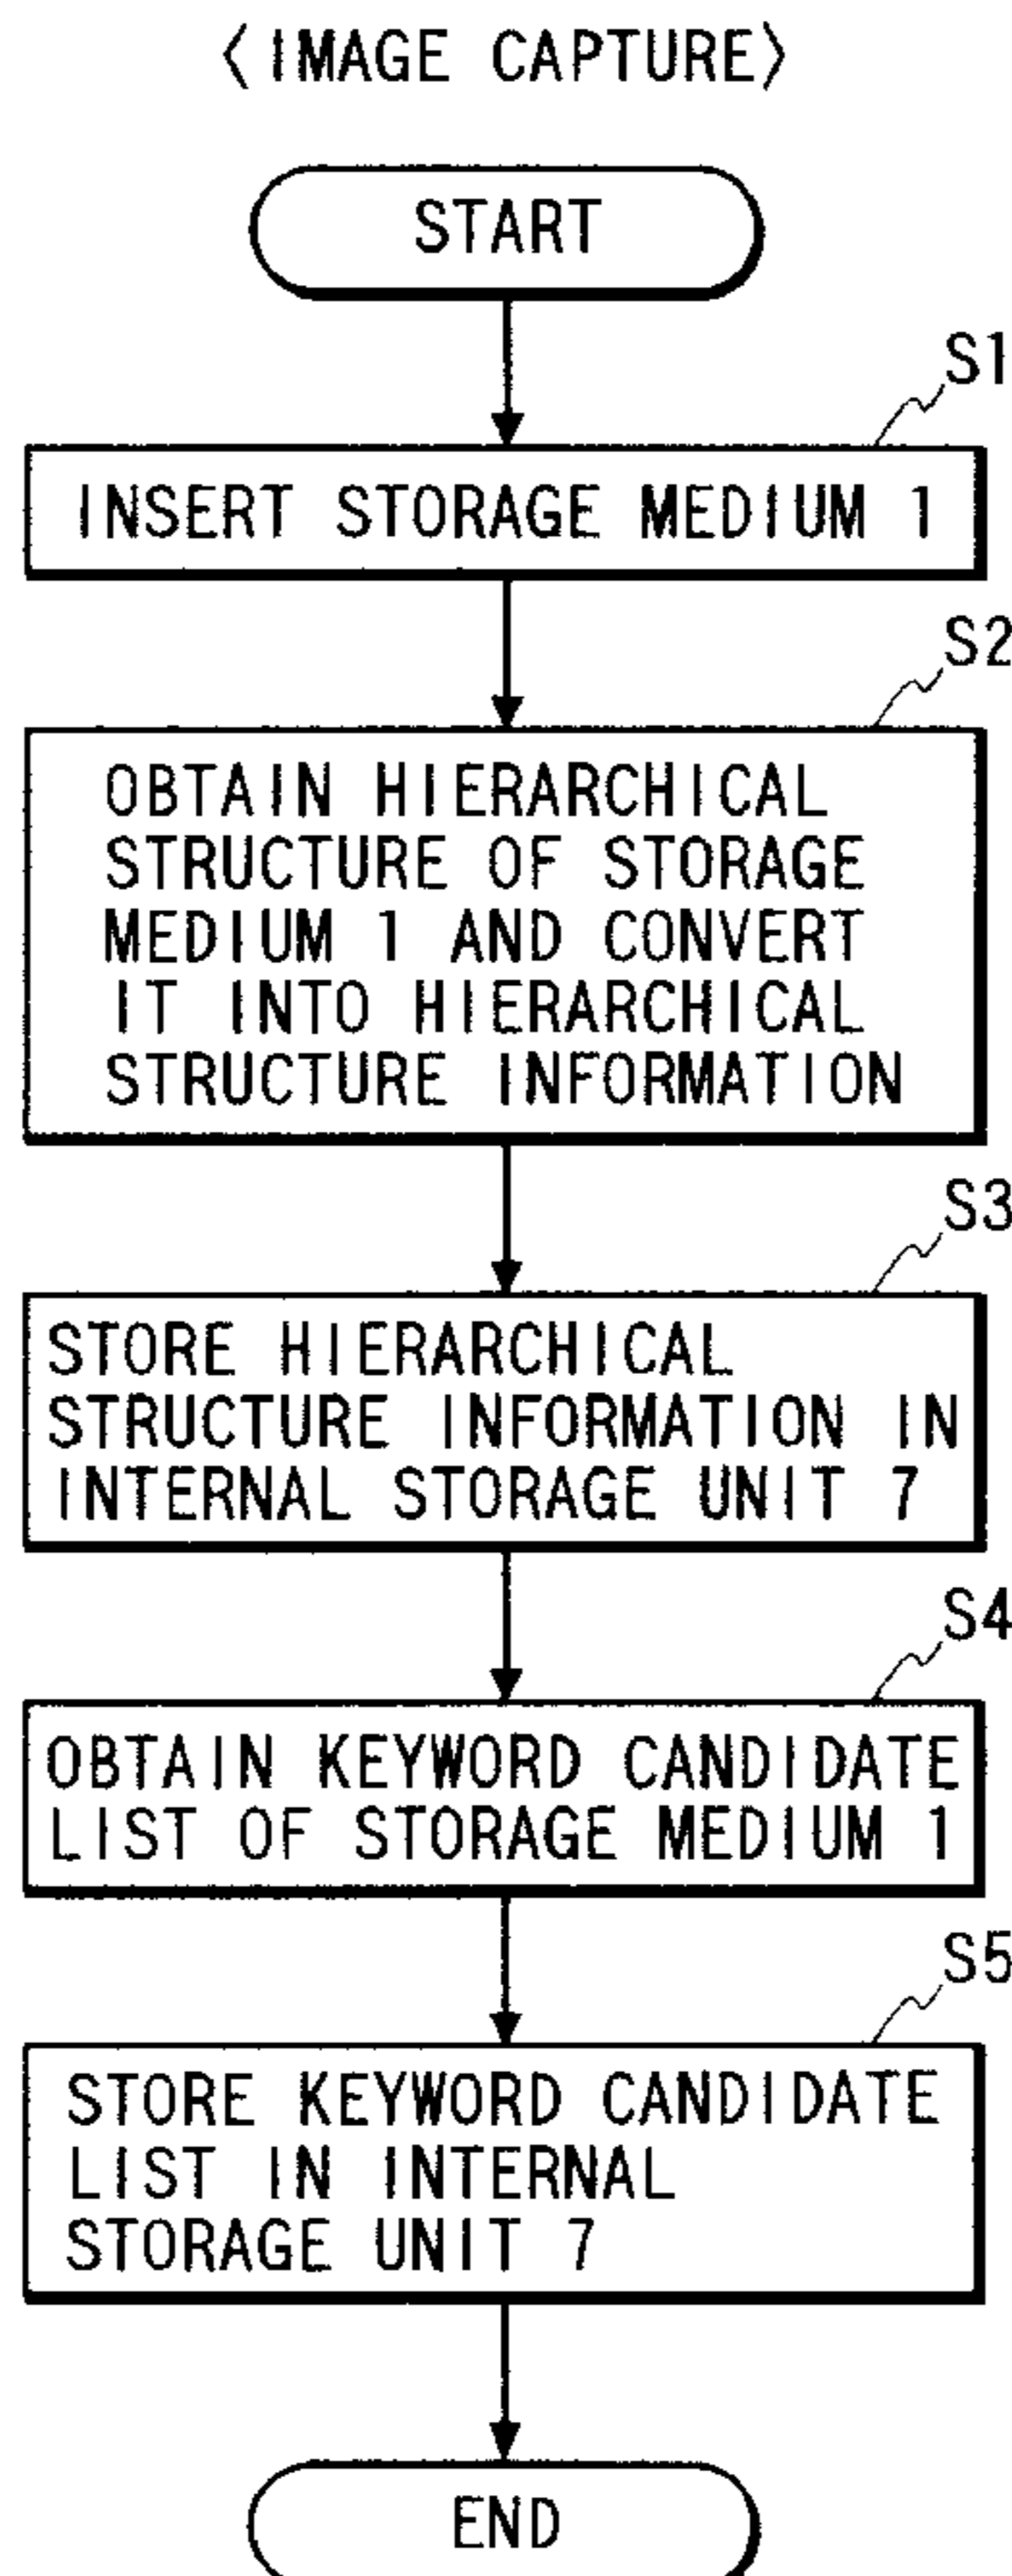 〈IMAGE CAPTURE〉
START
S1
INSERT STORAGE MEDIUM 1
S2
OBTAIN HIERARCHICAL
STRUCTURE OF STORAGE
MEDIUM 1 AND CONVERT
IT INTO HIERARCHICAL
STRUCTURE INFORMATION
S3
STORE HIERARCHICAL
STRUCTURE INFORMATION IN
INTERNAL STORAGE UNIT 7
S4
OBTAIN KEYWORD CANDIDATE
LIST OF STORAGE MEDIUM 1
S5
STORE KEYWORD CANDIDATE
LIST IN INTERNAL
STORAGE UNIT 7
END